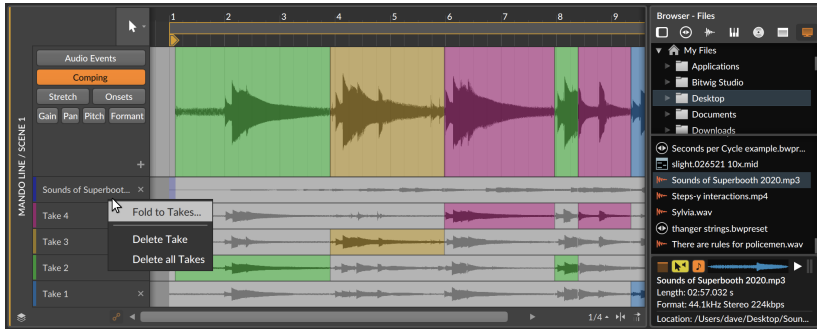 1 2 3 4 5 6 7 8 9
MANDO LINE / SCENE 1
Audio Events
Comping
Stretch Onsets
Gain Pan Pitch Formant
+
Sounds of Superboot... ×
Take 4
Take 3
Take 2
Take 1 ×
Fold to Takes...
Delete Take
Delete all Takes
1/4
Browser - Files
My Files
Applications
Bitwig Studio
Desktop
Documents
Downloads
Seconds per Cycle example.bwpr...
slight.026521 10x.mid
Sounds of Superbooth 2020.mp3
Steps-y interactions.mp4
Sylvia.wav
thanger strings.bwpreset
There are rules for policemen.wav
Sounds of Superbooth 2020.mp3
Length: 02:57.032 s
Format: 44.1kHz Stereo 224kbps
Location: /Users/dave/Desktop/Soun...